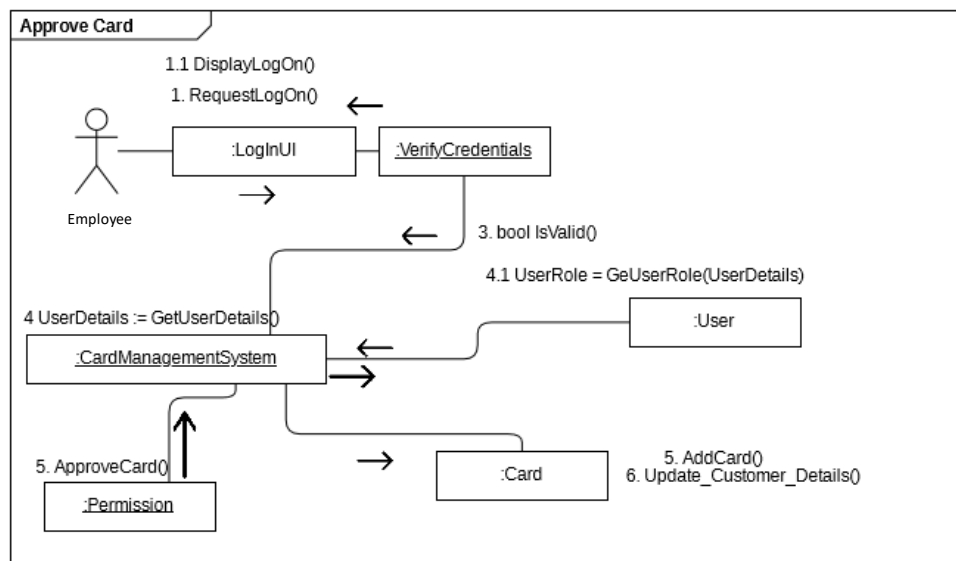 Approve Card
1.1 DisplayLogOn()
1. RequestLogOn()
:LogInUI
:VerifyCredentials
Employee
3. bool IsValid()
4.1 UserRole = GeUserRole(UserDetails)
4 UserDetails := GetUserDetails()
:User
:CardManagementSystem
5. ApproveCard()
5. AddCard()
:Card
6. Update_Customer_Details()
:Permission